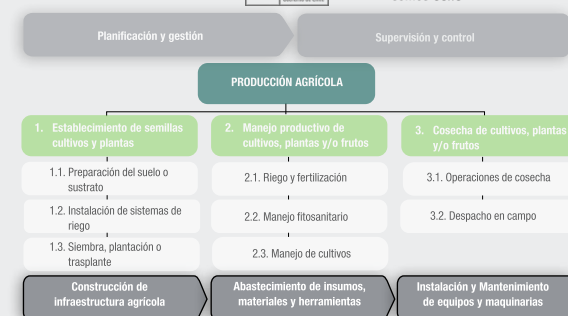 Planificación y gestión
Supervisión y control
PRODUCCIÓN AGRÍCOLA
1. Establecimiento de semillas
cultivos y plantas
2. Manejo productivo de
cultivos, plantas y/o frutos
3. Cosecha de cultivos, plantas
y/o frutos
1.1. Preparación del suelo o
sustrato
1.2. Instalación de sistemas de
riego
1.3. Siembra, plantación o
trasplante
2.1. Riego y fertilización
2.2. Manejo fitosanitario
2.3. Manejo de cultivos
3.1. Operaciones de cosecha
3.2. Despacho en campo
Construcción de
infraestructura agrícola
Abastecimiento de insumos,
materiales y herramientas
Instalación y Mantenimiento
de equipos y maquinarias